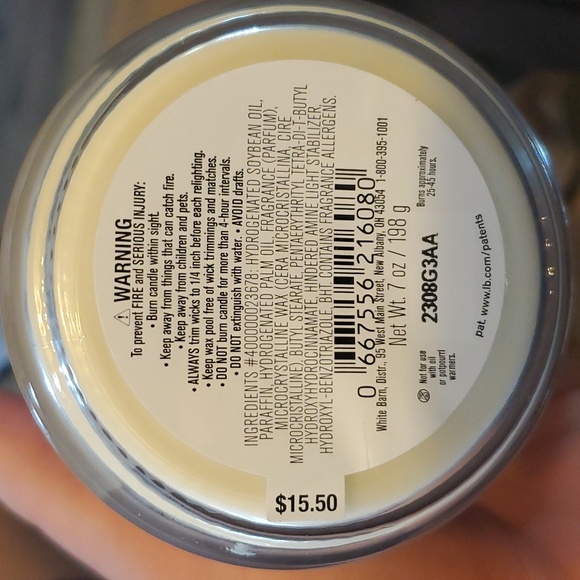 ⚠ WARNING
To prevent FIRE and SERIOUS INJURY:
• Burn candle within sight.
• Keep away from things that can catch fire.
• Keep away from children and pets.
• ALWAYS trim wicks to 1/4 inch before each relighting.
• Keep wax pool free of wick trimmings and matches.
• DO NOT burn candle for more than 4-hour intervals.
• DO NOT extinguish with water. • AVOID drafts.
INGREDIENTS #400000023678: HYDROGENATED SOYBEAN OIL,
PARAFFIN, HYDROGENATED PALM OIL, FRAGRANCE (PARFUM),
MICROCRYSTALLINE WAX (CERA MICROCRISTALLINA, CIRE
MICROCRISTALLINE), BUTYL STEARATE, PENTAERYTHRITYL TETRA-DI-T-BUTYL
HYDROXYHYDROCINNAMATE, HINDERED AMINE LIGHT STABILIZER,
HYDROXYL-BENZOTRIAZOLE, BHT. CONTAINS FRAGRANCE ALLERGENS.
0 667556 216080
White Barn, Distr., 95 West Main Street, New Albany, OH 43054 1-800-395-1001
Net Wt. 7 oz / 198 g
Not for use
with oil
or potpourri
warmers.
2308G3AA
Burns approximately
25-45 hours.
pat. www.lb.com/patents
$15.50